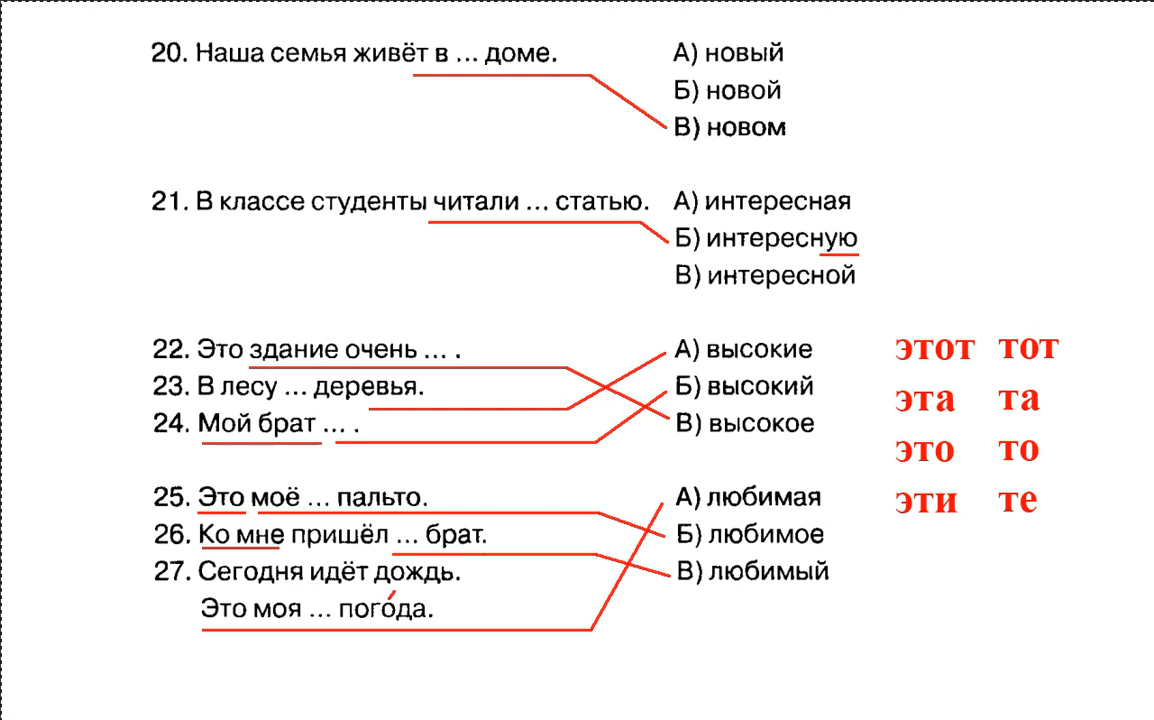 20. Наша семья живёт в ... доме. А) новый
Б) новой
В) новом
21. В классе студенты читали ... статью. А) интересная
Б) интересную
В) интересной
22. Это здание очень ... . А) высокие
23. В лесу ... деревья. Б) высокий
24. Мой брат ... . В) высокое
25. Это моё ... пальто. А) любимая
26. Ко мне пришёл ... брат. Б) любимое
27. Сегодня идёт дождь. В) любимый
Это моя ... пого́да.
этот тот
эта та
это то
эти те